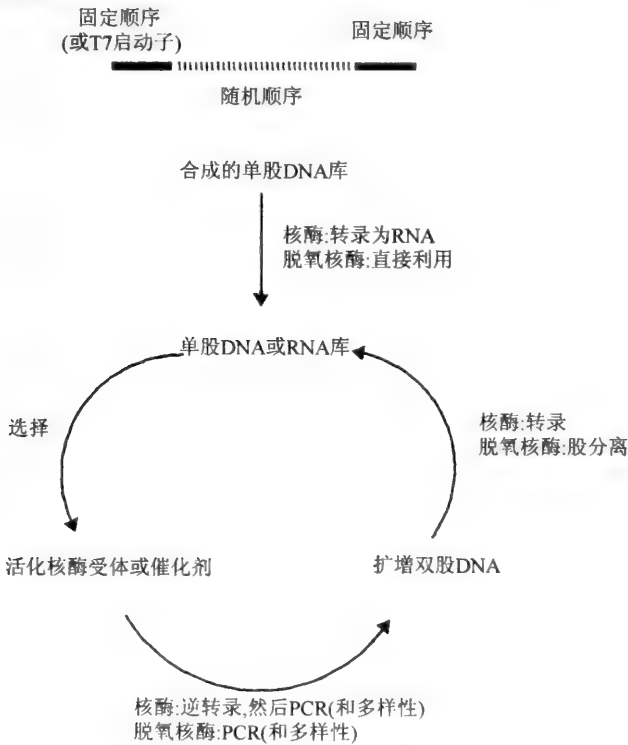 固定顺序
(或T7启动子)
固定顺序
随机顺序
合成的单股DNA库
核酶:转录为RNA
脱氧核酶:直接利用
单股DNA或RNA库
选择
核酶:转录
脱氧核酶:股分离
活化核酶受体或催化剂
扩增双股DNA
核酶:逆转录,然后PCR(和多样性)
脱氧核酶:PCR(和多样性)